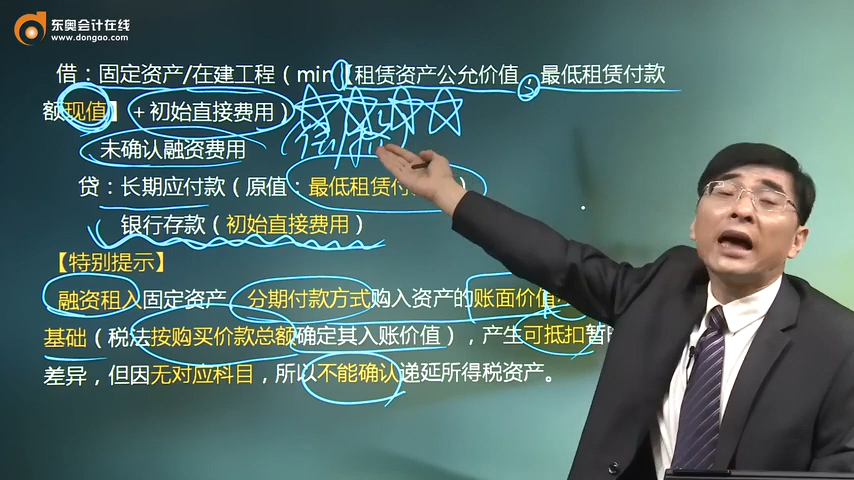 东奥会计在线
www.dongao.com
借：固定资产/在建工程（min【租赁资产公允价值；最低租赁付款
额现值】＋初始直接费用）
未确认融资费用
贷：长期应付款（原值：最低租赁付
银行存款（初始直接费用）
【特别提示】
融资租入固定资产、分期付款方式购入资产的账面价值
基础（税法按购买价款总额确定其入账价值），产生可抵扣暂
差异，但因无对应科目，所以不能确认递延所得税资产。